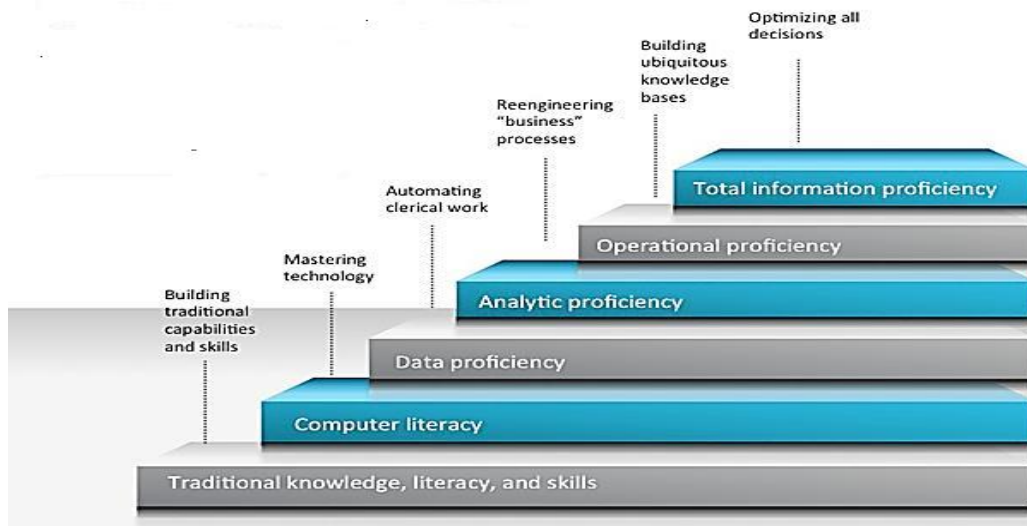 Optimizing all
decisions
Building
ubiquitous
knowledge
bases
Reengineering
“business”
processes
Automating
clerical work
Mastering
technology
Building
traditional
capabilities
and skills
Total information proficiency
Operational proficiency
Analytic proficiency
Data proficiency
Computer literacy
Traditional knowledge, literacy, and skills